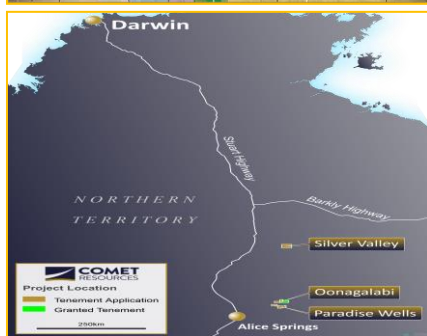 Darwin
Stuart Highway
NORTHERN
TERRITORY
Barkly Highway
Silver Valley
COMET
RESOURCES
Project Location
Tenement Application
Granted Tenement
250km
Oonagalabi
Paradise Wells
Alice Springs